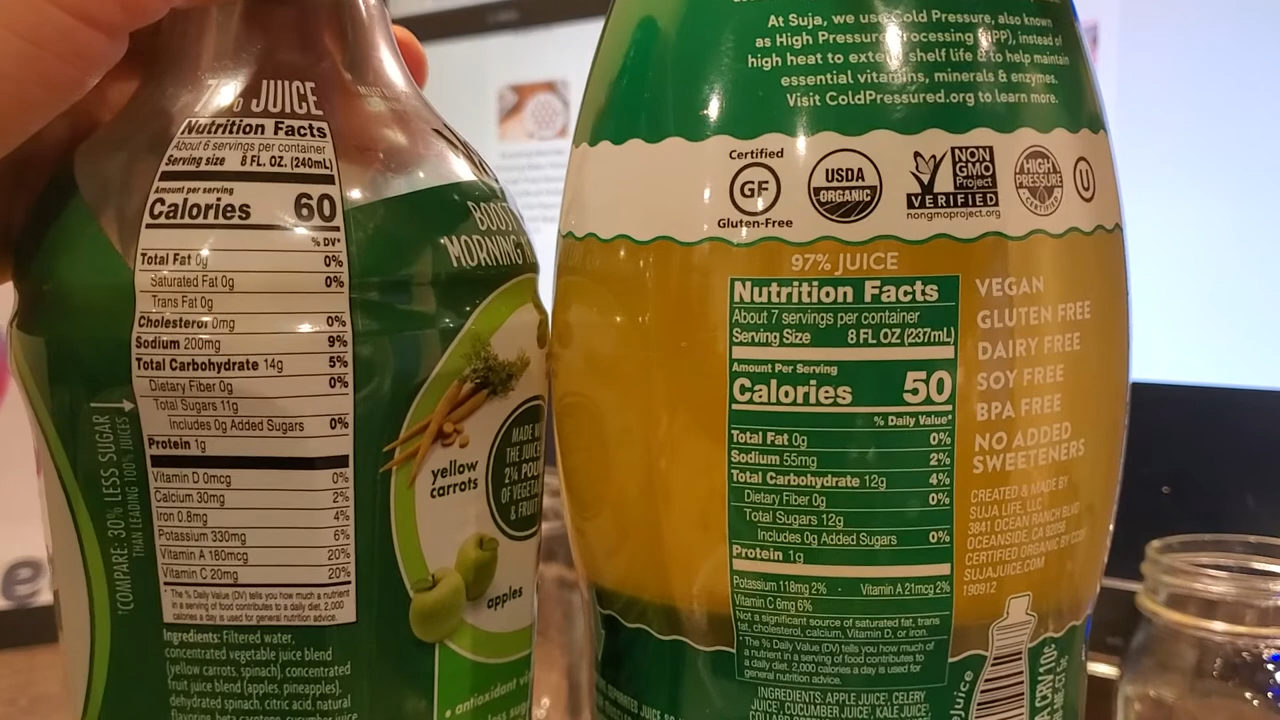 JUICE
Nutrition Facts
About 6 servings per container
Serving size 8 FL. OZ. (240mL)
Amount per serving
Calories 60
% DV*
Total Fat 0g 0%
Saturated Fat 0g 0%
Trans Fat 0g
Cholesterol 0mg 0%
Sodium 200mg 9%
Total Carbohydrate 14g 5%
Dietary Fiber 0g 0%
Total Sugars 11g
Includes 0g Added Sugars 0%
Protein 1g
Vitamin D 0mcg 0%
Calcium 30mg 2%
Iron 0.8mg 4%
Potassium 330mg 6%
Vitamin A 180mcg 20%
Vitamin C 20mg 20%
* The % Daily Value (DV) tells you how much a nutrient
in a serving of food contributes to a daily diet. 2,000
calories a day is used for general nutrition advice.
Ingredients: Filtered water,
concentrated vegetable juice blend
(yellow carrots, spinach), concentrated
fruit juice blend (apples, pineapples),
dehydrated spinach, citric acid, natural
flavoring, beta carotene, cucumber juice
†COMPARE: 30% LESS SUGAR
THAN LEADING 100% JUICES
BOOST
MORNING
yellow
carrots
MADE
THE JUICE
2¼
OF
& FRUIT
apples
• antioxidant
less
At Suja, we use Cold Pressure, also known
as High Pressure Processing (HPP), instead of
high heat to extend shelf life & to help maintain
essential vitamins, minerals & enzymes.
Visit ColdPressured.org to learn more.
Certified
GF
Gluten-Free
USDA
ORGANIC
NON
GMO
Project
VERIFIED
nongmoproject.org
HIGH
PRESSURE
CERTIFIED
U
97% JUICE
Nutrition Facts
About 7 servings per container
Serving Size 8 FL OZ (237mL)
Amount Per Serving
Calories 50
% Daily Value*
Total Fat 0g 0%
Sodium 55mg 2%
Total Carbohydrate 12g 4%
Dietary Fiber 0g 0%
Total Sugars 12g
Includes 0g Added Sugars 0%
Protein 1g
Potassium 118mg 2% · Vitamin A 21mcg 2%
Vitamin C 6mg 6%
Not a significant source of saturated fat, trans
fat, cholesterol, calcium, Vitamin D, or iron.
*The % Daily Value (DV) tells you how much of
a nutrient in a serving of food contributes to
a daily diet. 2,000 calories a day is used for
general nutrition advice.
INGREDIENTS: APPLE JUICE¹, CELERY
JUICE¹, CUCUMBER JUICE¹, KALE JUICE¹,
VEGAN
GLUTEN FREE
DAIRY FREE
SOY FREE
BPA FREE
NO ADDED
SWEETENERS
CREATED & MADE BY
SUJA LIFE, LLC
3841 OCEAN RANCH BLVD
OCEANSIDE, CA 92056
CERTIFIED ORGANIC BY CCOF
SUJAJUICE.COM
190912
CRV 10¢